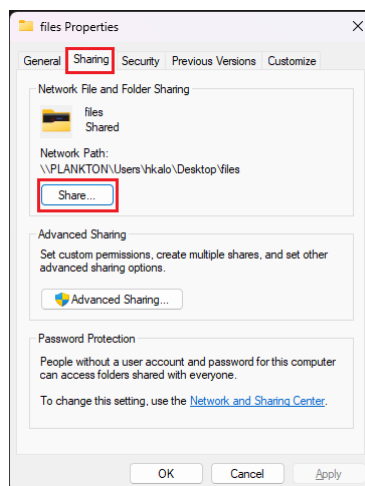 files Properties
General Sharing Security Previous Versions Customize
Network File and Folder Sharing
files
Shared
Network Path:
\\PLANKTON\Users\hkalo\Desktop\files
Share...
Advanced Sharing
Set custom permissions, create multiple shares, and set other
advanced sharing options.
Advanced Sharing...
Password Protection
People without a user account and password for this computer
can access folders shared with everyone.
To change this setting, use the Network and Sharing Center.
OK Cancel Apply